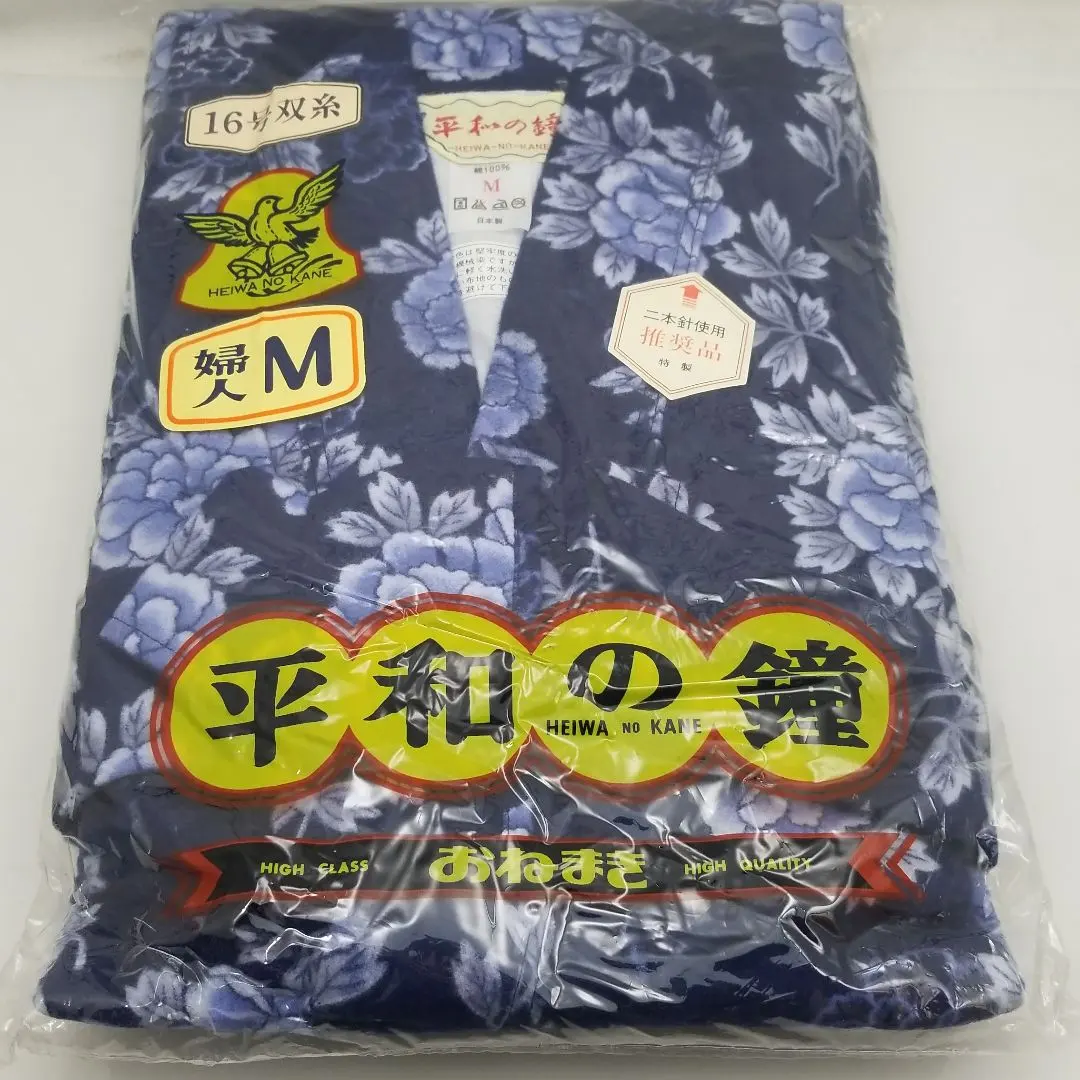 16号双糸
HEIWA NO KANE
婦人 M
平和の鐘
-HEIWA-NO-KANE-
綿100%
M
日本製
二本針使用
推奨品
特製
平和の鐘
HEIWA NO KANE
HIGH CLASS おねまき HIGH QUALITY